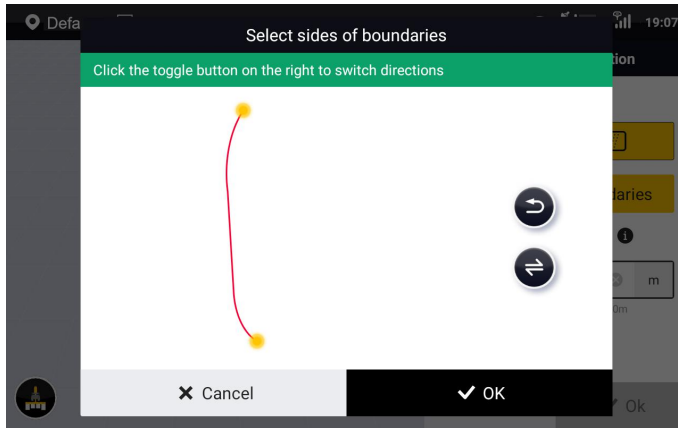 Defa
19:07
Select sides of boundaries
tion
Click the toggle button on the right to switch directions
daries
m
0m
Cancel
OK
Ok